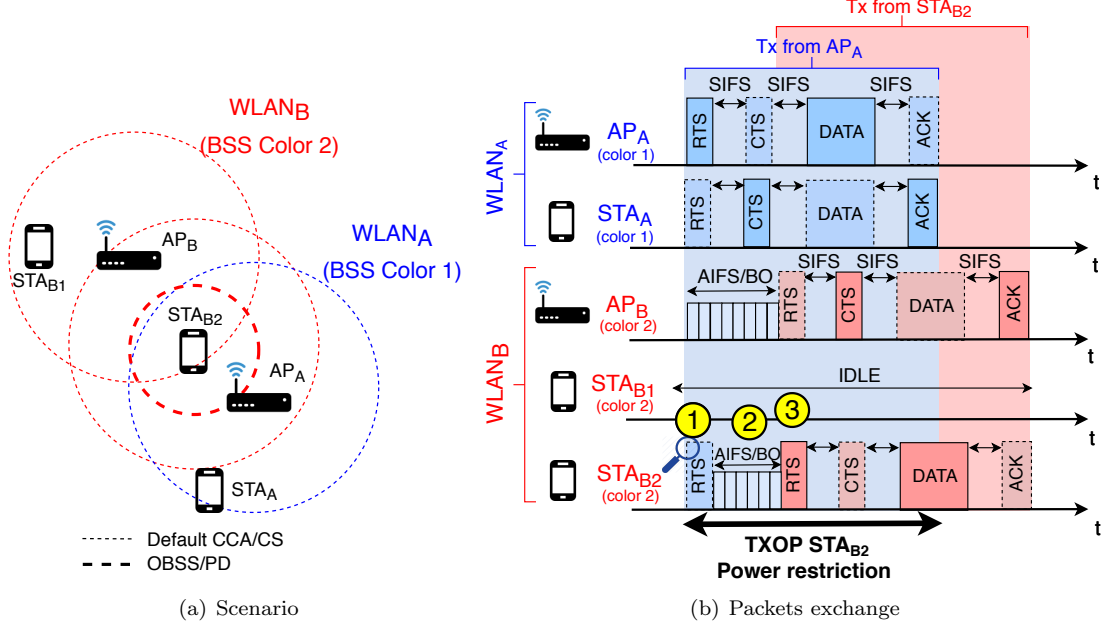 WLAN_B
(BSS Color 2)
WLAN_A
(BSS Color 1)
STA_B1
AP_B
STA_B2
AP_A
STA_A
Default CCA/CS
OBSS/PD
(a) Scenario
Tx from STA_B2
Tx from AP_A
SIFS SIFS SIFS
WLAN_A
AP_A
(color 1)
RTS CTS DATA ACK
t
STA_A
(color 1)
RTS CTS DATA ACK
t
WLAN_B
SIFS SIFS SIFS
AIFS/BO
AP_B
(color 2)
RTS CTS DATA ACK
t
IDLE
STA_B1
(color 2)
1 2 3
t
AIFS/BO
STA_B2
(color 2)
RTS RTS CTS DATA ACK
t
TXOP STA_B2
Power restriction
(b) Packets exchange